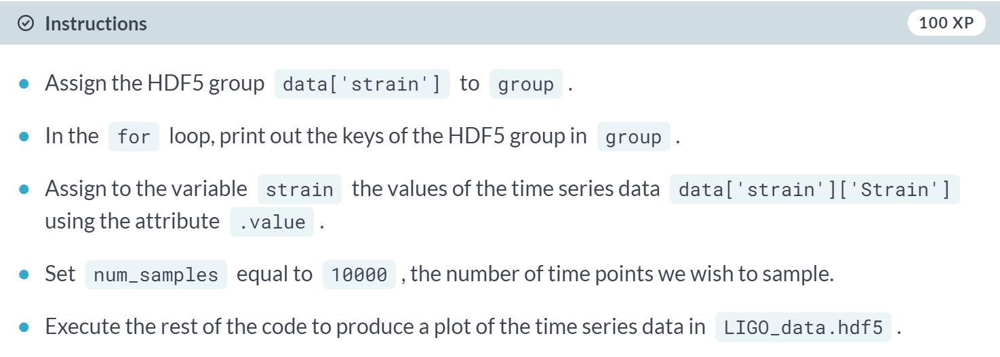 Instructions 100 XP
Assign the HDF5 group data['strain'] to group .
In the for loop, print out the keys of the HDF5 group in group .
Assign to the variable strain the values of the time series data data['strain']['Strain']
using the attribute .value .
Set num_samples equal to 10000 , the number of time points we wish to sample.
Execute the rest of the code to produce a plot of the time series data in LIGO_data.hdf5 .